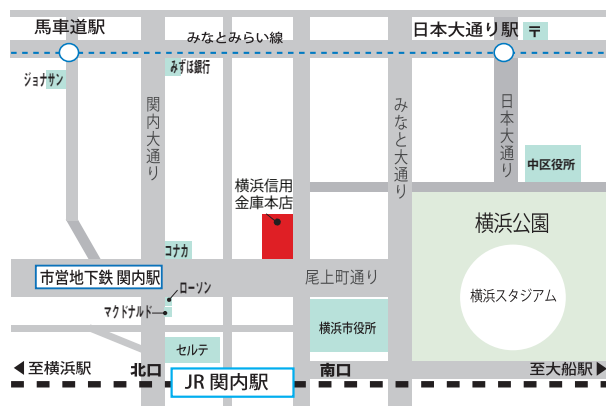 馬車道駅
みなとみらい線
日本大通り駅
〒
ジョナサン
みずほ銀行
関内大通り
みなと大通り
日本大通り
中区役所
横浜信用
金庫本店
横浜公園
コナカ
市営地下鉄 関内駅
尾上町通り
ローソン
横浜スタジアム
マクドナルド
横浜市役所
セルテ
至横浜駅
北口
JR 関内駅
南口
至大船駅